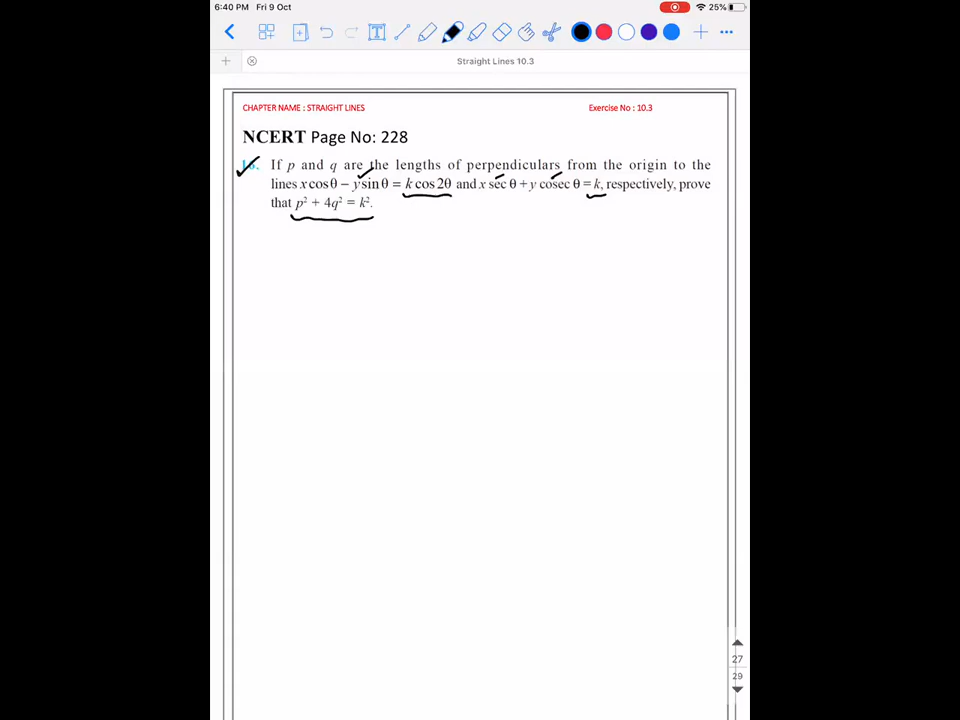 6:40 PM Fri 9 Oct
25%
Straight Lines 10.3
CHAPTER NAME : STRAIGHT LINES Exercise No : 10.3
NCERT Page No: 228
16. If p and q are the lengths of perpendiculars from the origin to the
lines x cos θ − y sin θ = k cos 2θ and x sec θ + y cosec θ = k, respectively, prove
that p² + 4q² = k².
27
29